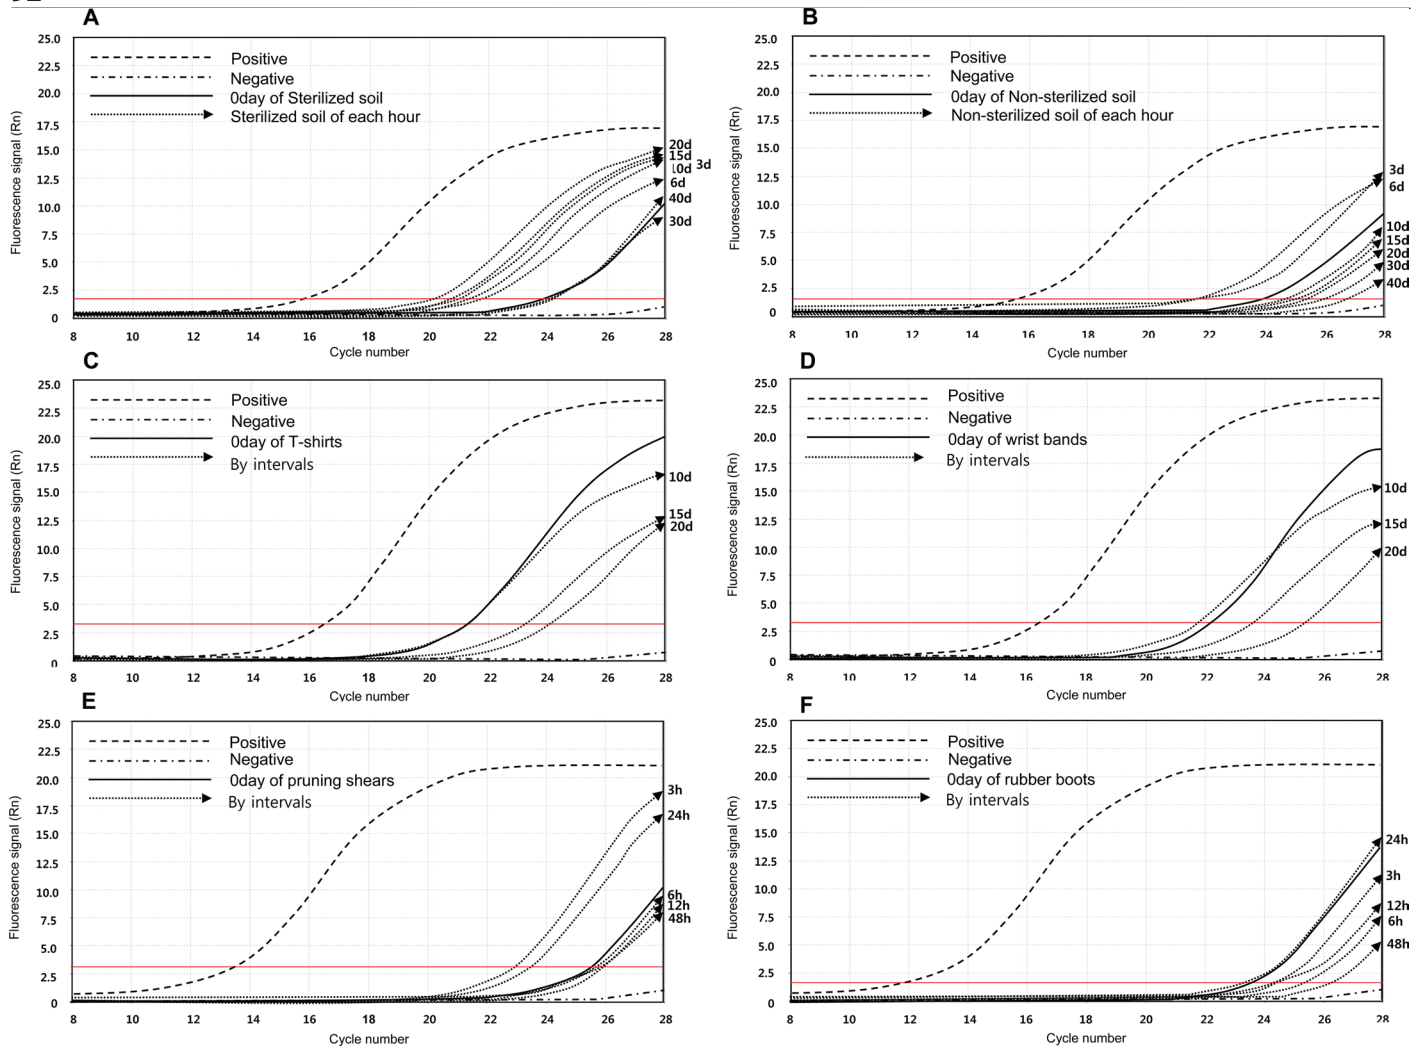 A
25.0
22.5
20.0
17.5
15.0
12.5
10.0
7.5
5.0
2.5
0
Fluorescence signal (Rn)
Positive
Negative
0day of Sterilized soil
Sterilized soil of each hour
20d
15d
10d 3d
6d
40d
30d
8 10 12 14 16 18 20 22 24 26 28
Cycle number
B
25.0
22.5
20.0
17.5
15.0
12.5
10.0
7.5
5.0
2.5
0
Fluorescence signal (Rn)
Positive
Negative
0day of Non-sterilized soil
Non-sterilized soil of each hour
3d
6d
10d
15d
20d
30d
40d
8 10 12 14 16 18 20 22 24 26 28
Cycle number
C
25.0
22.5
20.0
17.5
15.0
12.5
10.0
7.5
5.0
2.5
0
Fluorescence signal (Rn)
Positive
Negative
0day of T-shirts
By intervals
10d
15d
20d
8 10 12 14 16 18 20 22 24 26 28
Cycle number
D
25.0
22.5
20.0
17.5
15.0
12.5
10.0
7.5
5.0
2.5
0
Fluorescence signal (Rn)
Positive
Negative
0day of wrist bands
By intervals
10d
15d
20d
8 10 12 14 16 18 20 22 24 26 28
Cycle number
E
25.0
22.5
20.0
17.5
15.0
12.5
10.0
7.5
5.0
2.5
0
Fluorescence signal (Rn)
Positive
Negative
0day of pruning shears
By intervals
3h
24h
6h
12h
48h
8 10 12 14 16 18 20 22 24 26 28
Cycle number
F
25.0
22.5
20.0
17.5
15.0
12.5
10.0
7.5
5.0
2.5
0
Fluorescence signal (Rn)
Positive
Negative
0day of rubber boots
By intervals
24h
3h
12h
6h
48h
8 10 12 14 16 18 20 22 24 26 28
Cycle number